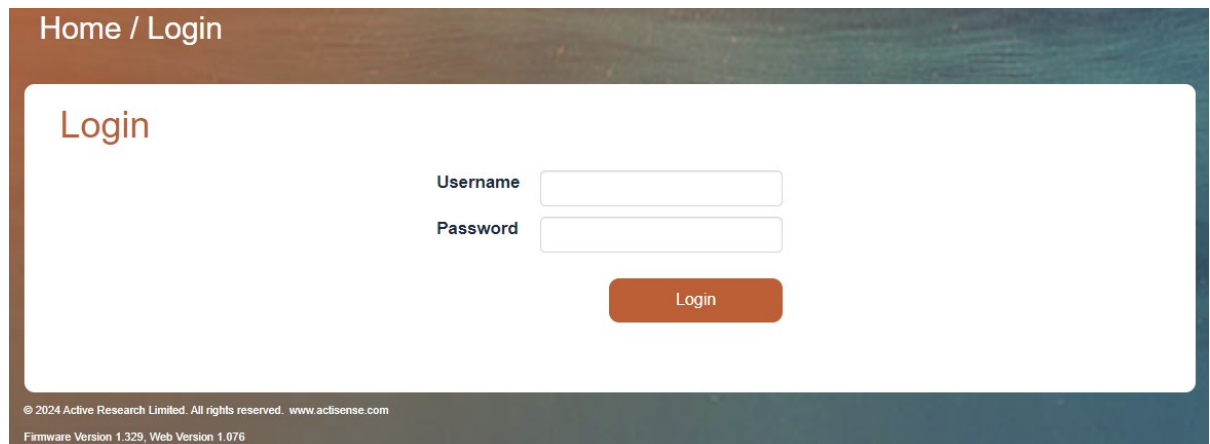 Home / Login
Login
Username
Password
Login
© 2024 Active Research Limited. All rights reserved. www.actisense.com
Firmware Version 1.329, Web Version 1.076